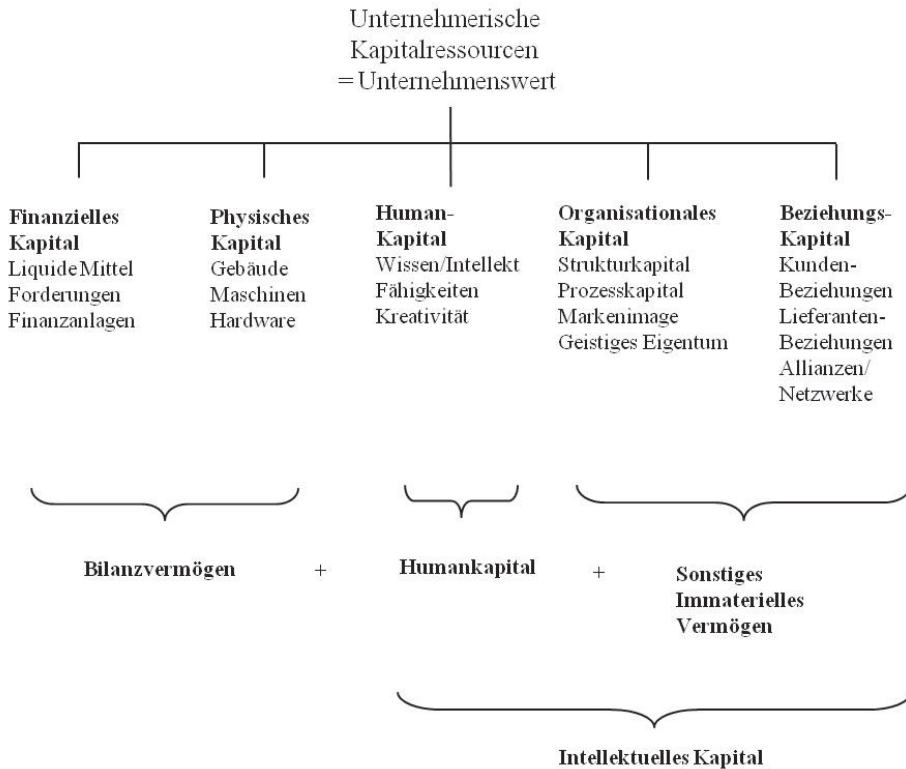 Unternehmerische
Kapitalressourcen
= Unternehmenswert
Finanzielles
Kapital
Liquide Mittel
Forderungen
Finanzanlagen
Physisches
Kapital
Gebäude
Maschinen
Hardware
Human-
Kapital
Wissen/Intellekt
Fähigkeiten
Kreativität
Organisationales
Kapital
Strukturkapital
Prozesskapital
Markenimage
Geistiges Eigentum
Beziehungs-
Kapital
Kunden-
Beziehungen
Lieferanten-
Beziehungen
Allianzen/
Netzwerke
Bilanzvermögen + Humankapital + Sonstiges
Immaterielles
Vermögen
Intellektuelles Kapital